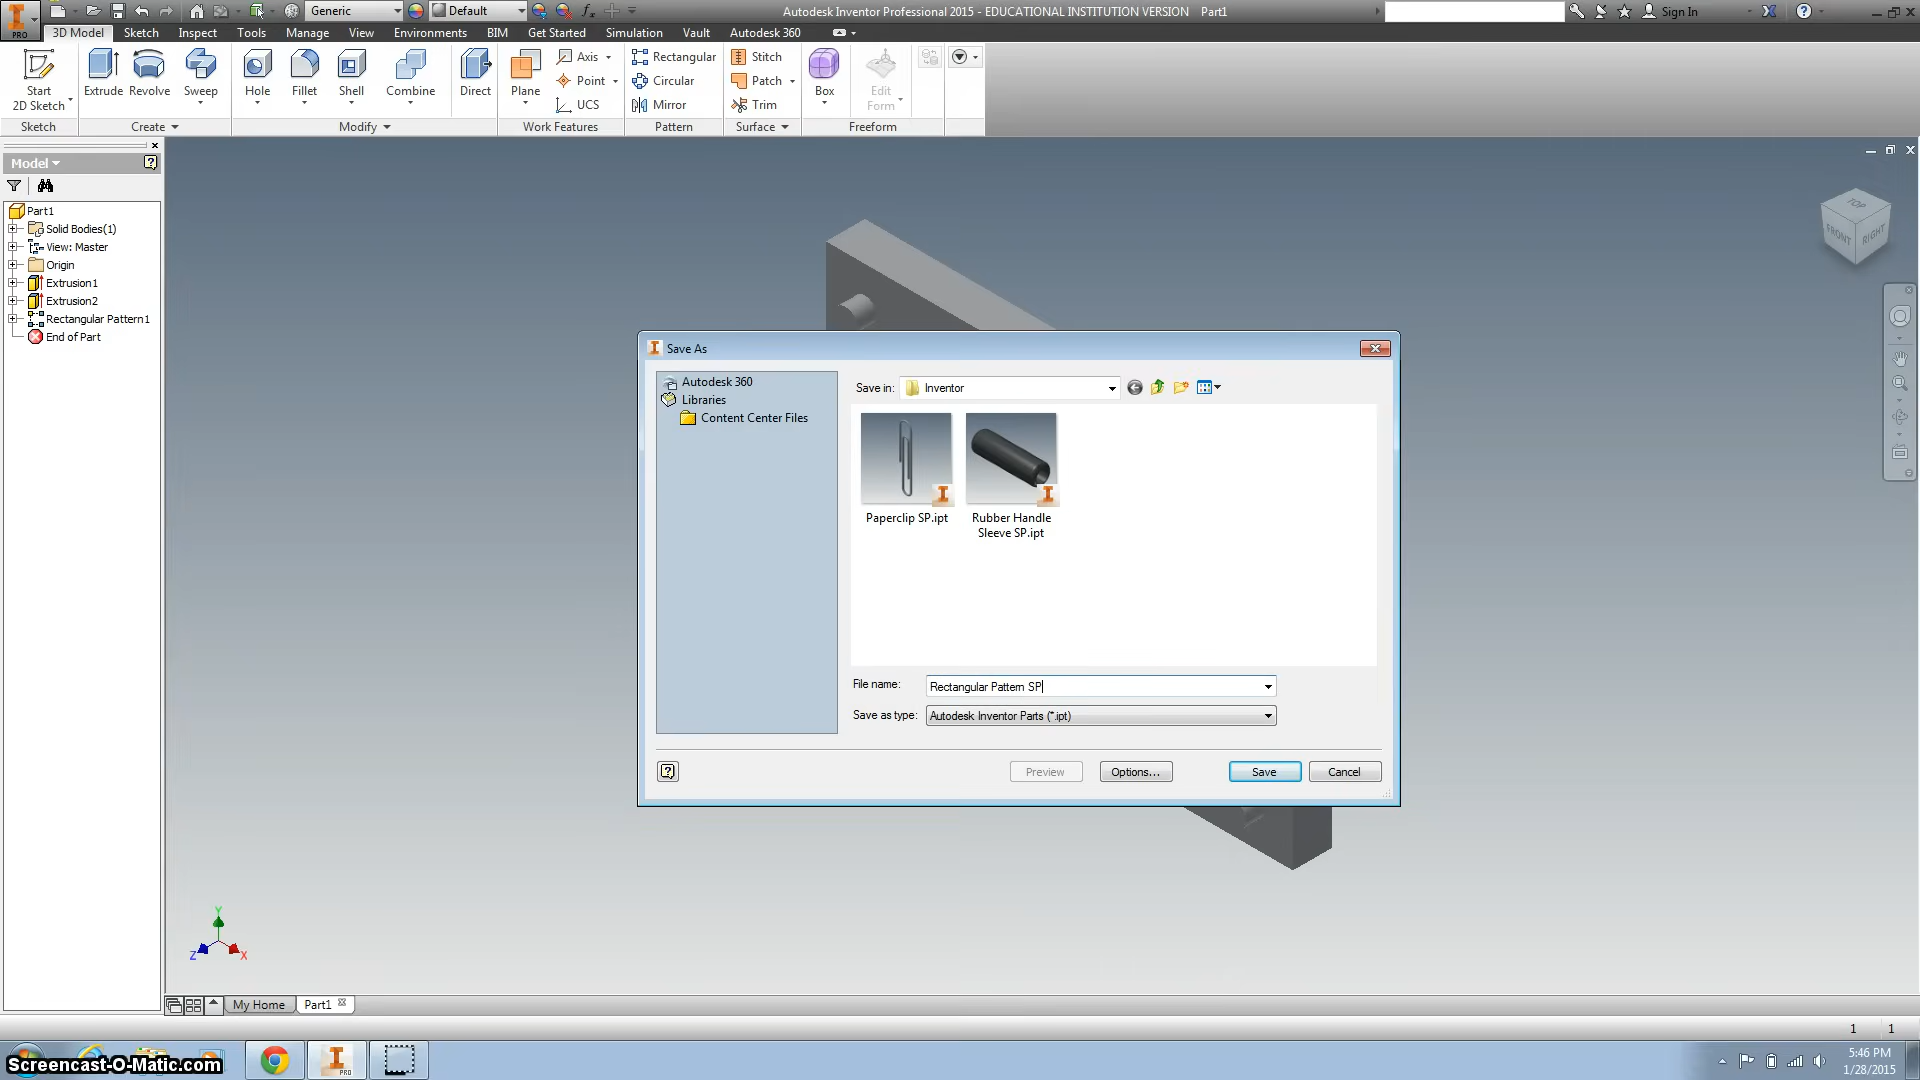 Generic
Default
Autodesk Inventor Professional 2015 - EDUCATIONAL INSTITUTION VERSION Part1
Sign In
PRO
3D Model Sketch Inspect Tools Manage View Environments BIM Get Started Simulation Vault Autodesk 360
Start
2D Sketch
Extrude Revolve Sweep
Hole Fillet Shell Combine
Direct
Plane
Axis
Point
UCS
Rectangular
Circular
Mirror
Stitch
Patch
Trim
Box
Edit
Form
Sketch Create Modify Work Features Pattern Surface Freeform
Model
Part1
Solid Bodies(1)
View: Master
Origin
Extrusion1
Extrusion2
Rectangular Pattern1
End of Part
TOP
FRONT RIGHT
Save As
Autodesk 360
Libraries
Content Center Files
Save in: Inventor
Paperclip SP.ipt
Rubber Handle
Sleeve SP.ipt
File name: Rectangular Pattern SP
Save as type: Autodesk Inventor Parts (*.ipt)
Preview Options... Save Cancel
Y
Z X
My Home Part1
1 1
Screencast-O-Matic.com
PRO
5:46 PM
1/28/2015